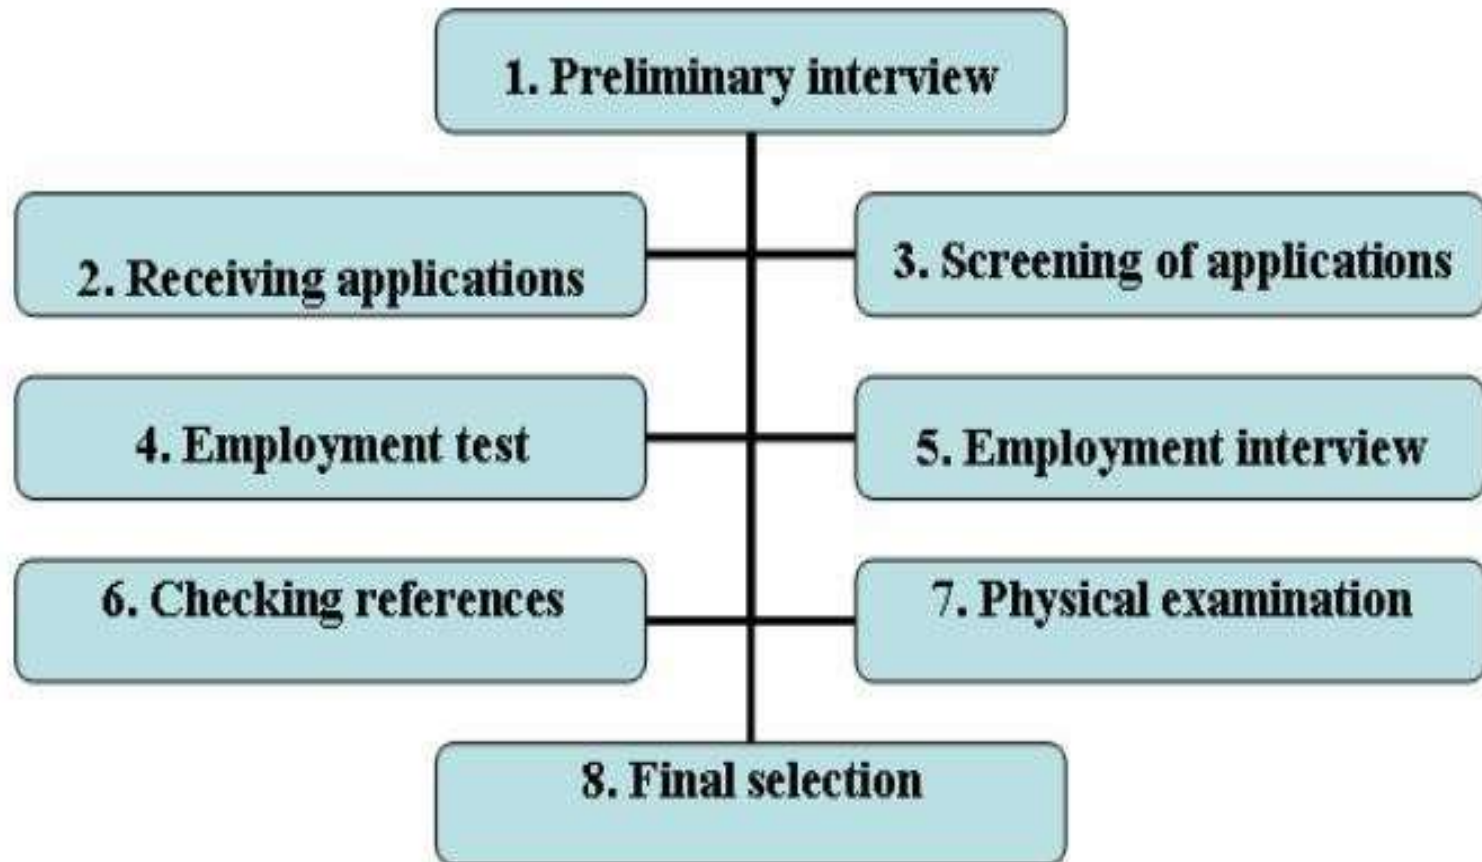 1. Preliminary interview
2. Receiving applications
3. Screening of applications
4. Employment test
5. Employment interview
6. Checking references
7. Physical examination
8. Final selection